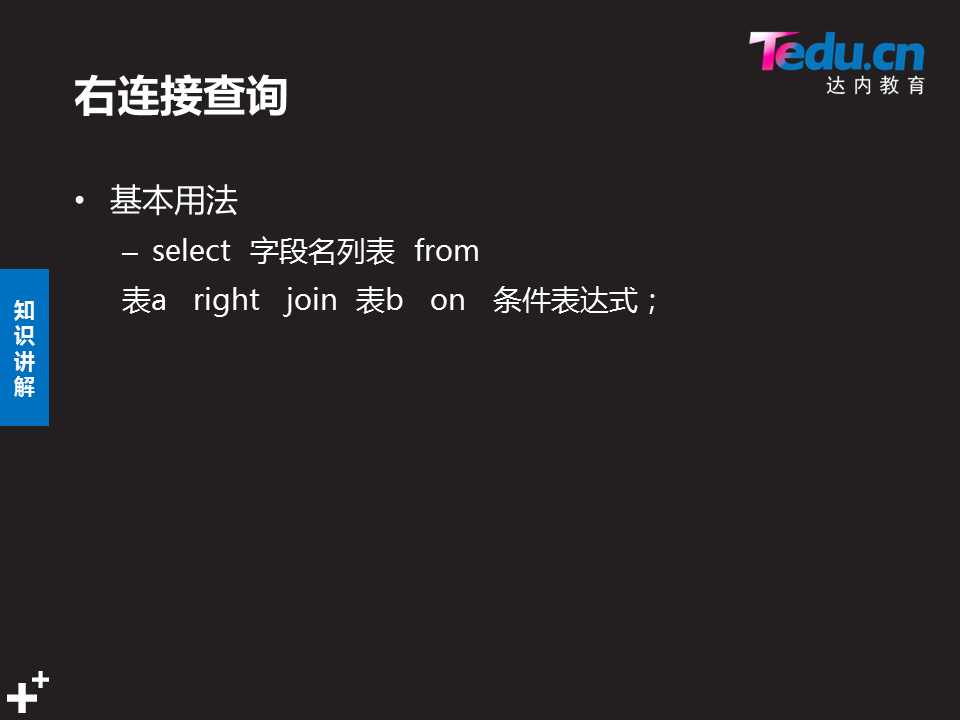 Tedu.cn
达内教育
右连接查询
• 基本用法
– select 字段名列表 from
表a right join 表b on 条件表达式；
知
识
讲
解